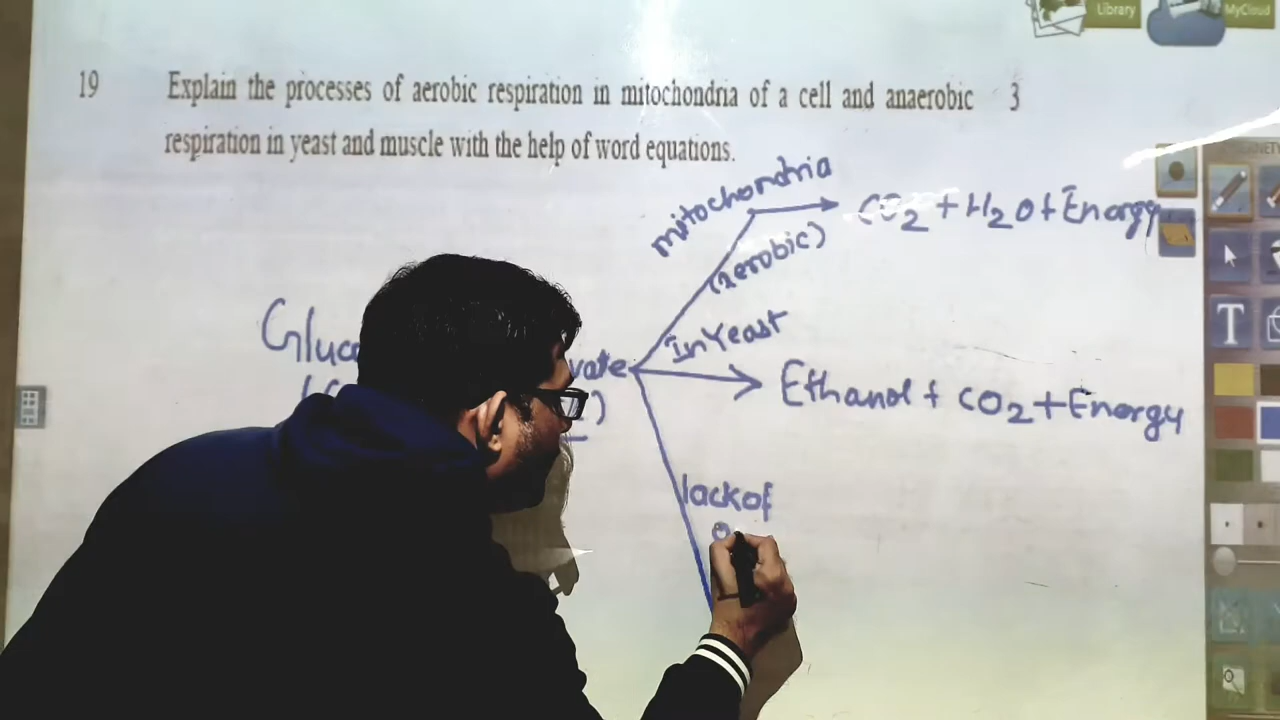 Library
MyCloud
19 Explain the processes of aerobic respiration in mitochondria of a cell and anaerobic 3
respiration in yeast and muscle with the help of word equations.
mitochondria
CO2 + H2O + Energy
(aerobic)
In Yeast
Ethanol + CO2 + Energy
lack of
T